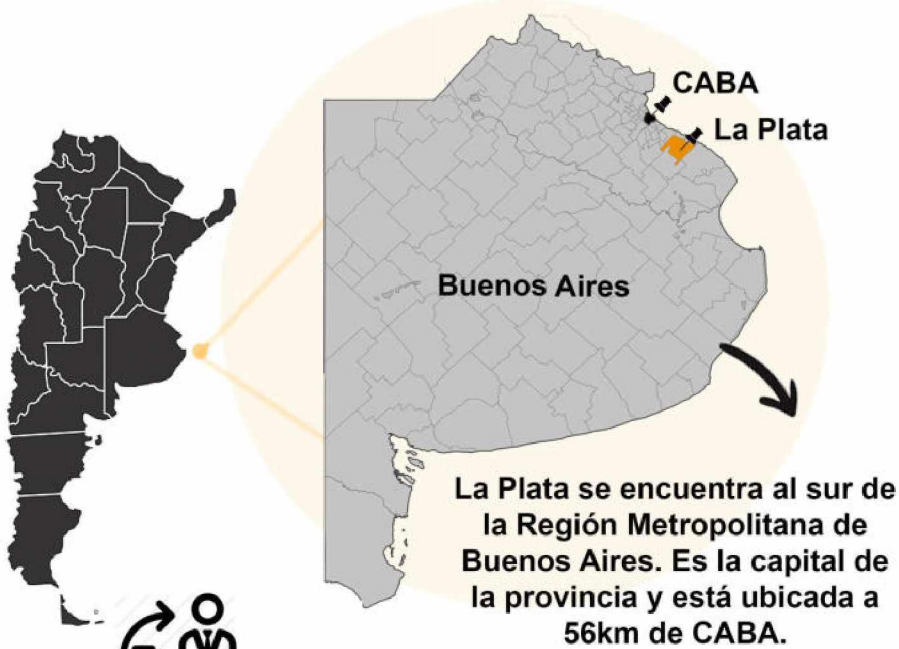 CABA
La Plata
Buenos Aires
La Plata se encuentra al sur de
la Región Metropolitana de
Buenos Aires. Es la capital de
la provincia y está ubicada a
56km de CABA.